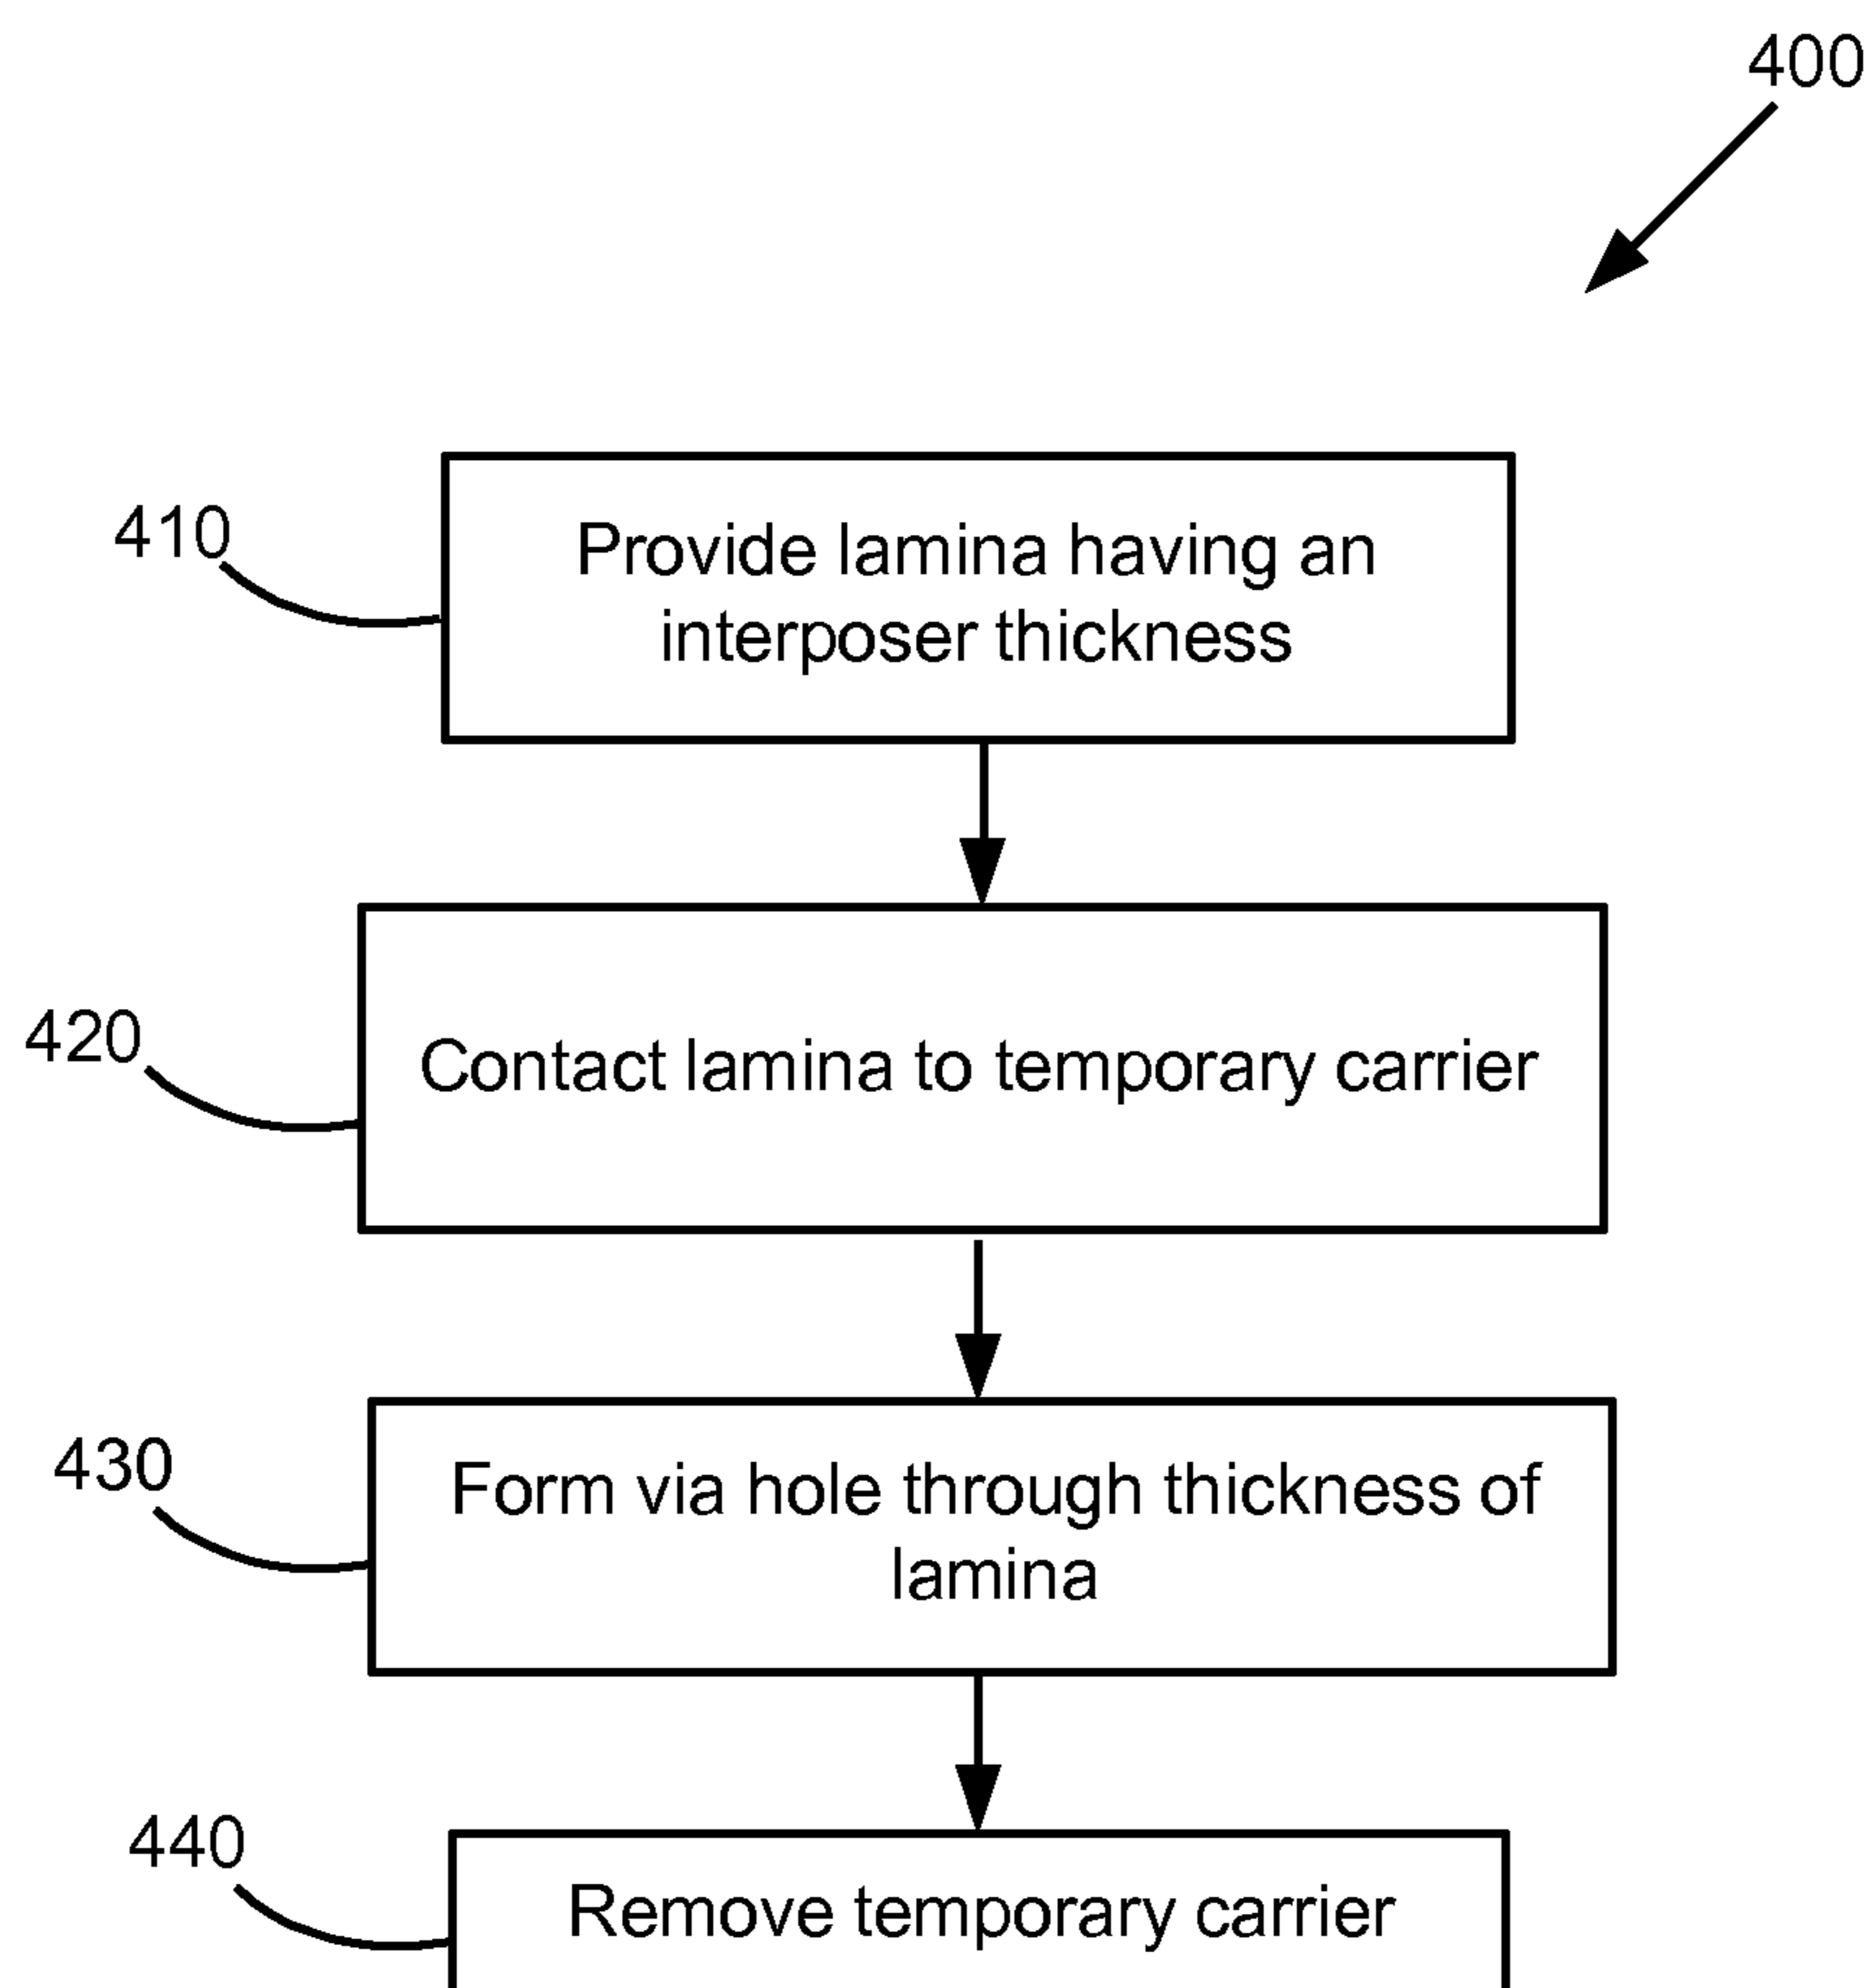 400
410
Provide lamina having an
interposer thickness
420
Contact lamina to temporary carrier
430
Form via hole through thickness of
lamina
440
Remove temporary carrier